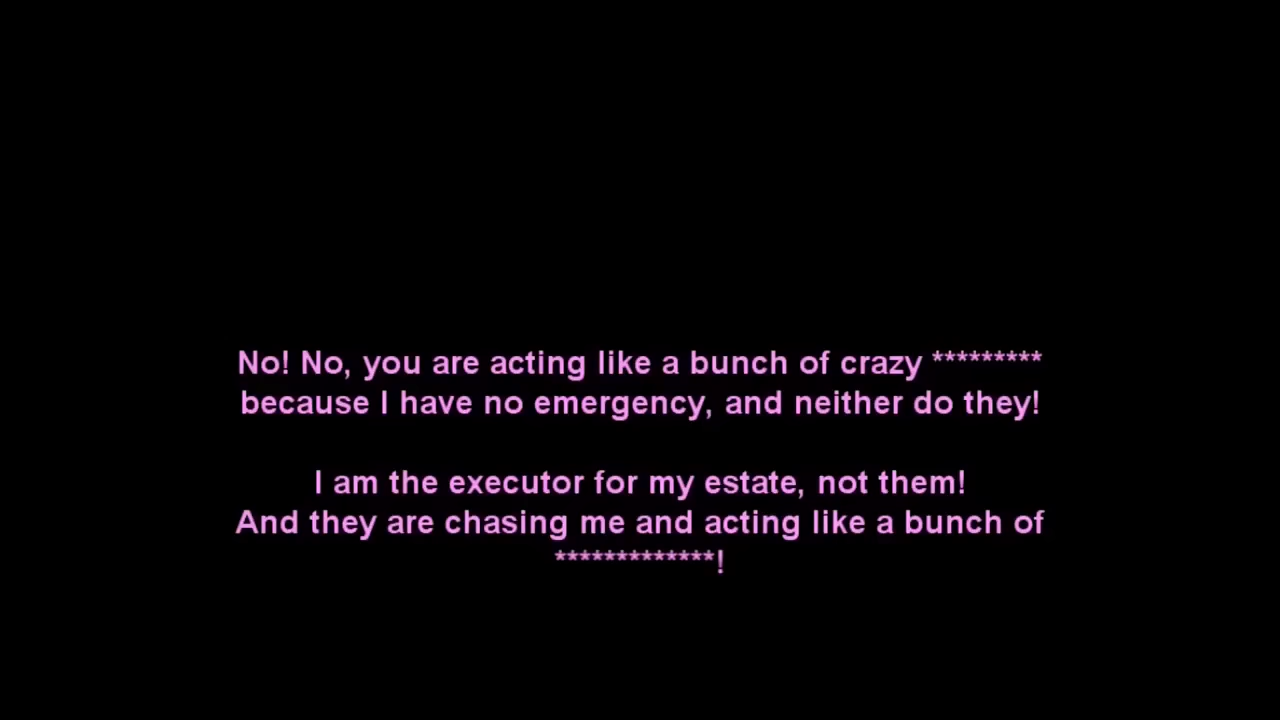 No! No, you are acting like a bunch of crazy *********
because I have no emergency, and neither do they!
I am the executor for my estate, not them!
And they are chasing me and acting like a bunch of
*************!